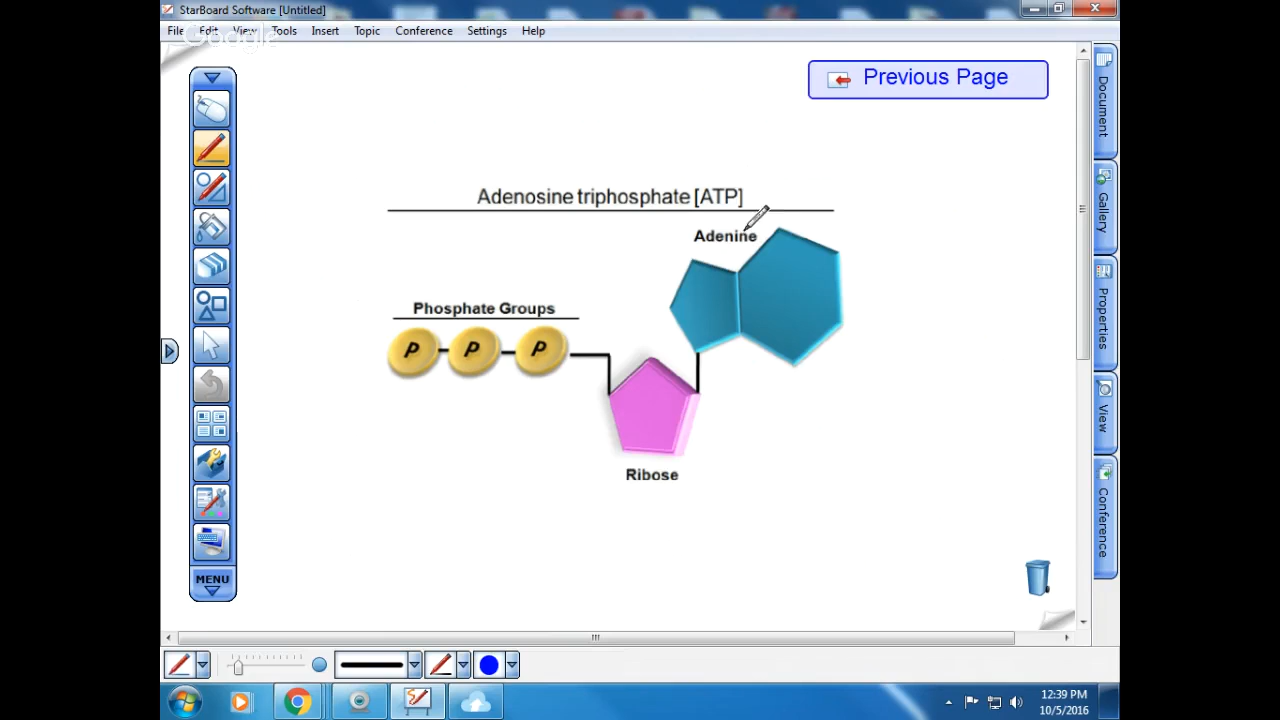 StarBoard Software [Untitled]
File Edit View Tools Insert Topic Conference Settings Help
Google
Previous Page
Document
Gallery
Properties
View
Conference
Adenosine triphosphate [ATP]
Adenine
Phosphate Groups
P P P
Ribose
MENU
12:39 PM
10/5/2016